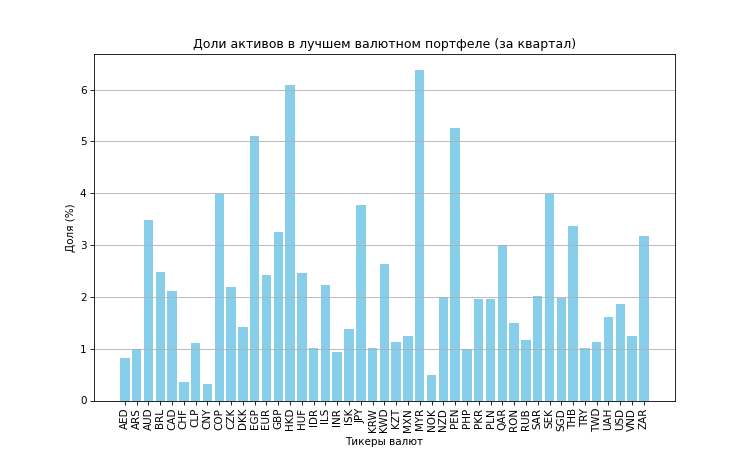 Доли активов в лучшем валютном портфеле (за квартал)
Доля (%)
6
5
4
3
2
1
0
AED ARS AUD BRL CAD CHF CLP CNY COP CZK DKK EGP EUR GBP HKD HUF IDR ILS INR ISK JPY KRW KWD KZT MXN MYR NOK NZD PEN PHP PKR PLN QAR RON RUB SAR SEK SGD THB TRY TWD UAH USD VND ZAR
Тикеры валют